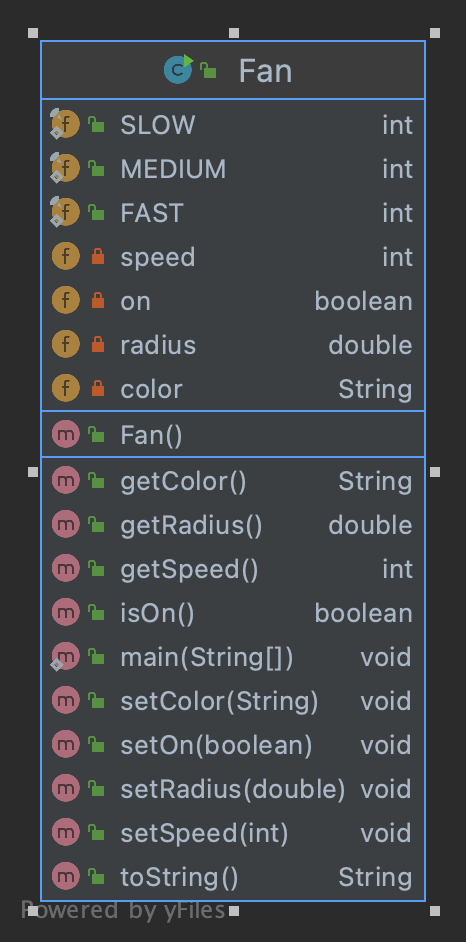 Fan
SLOW int
MEDIUM int
FAST int
speed int
on boolean
radius double
color String
Fan()
getColor() String
getRadius() double
getSpeed() int
isOn() boolean
main(String[]) void
setColor(String) void
setOn(boolean) void
setRadius(double) void
setSpeed(int) void
toString() String
Powered by yFiles